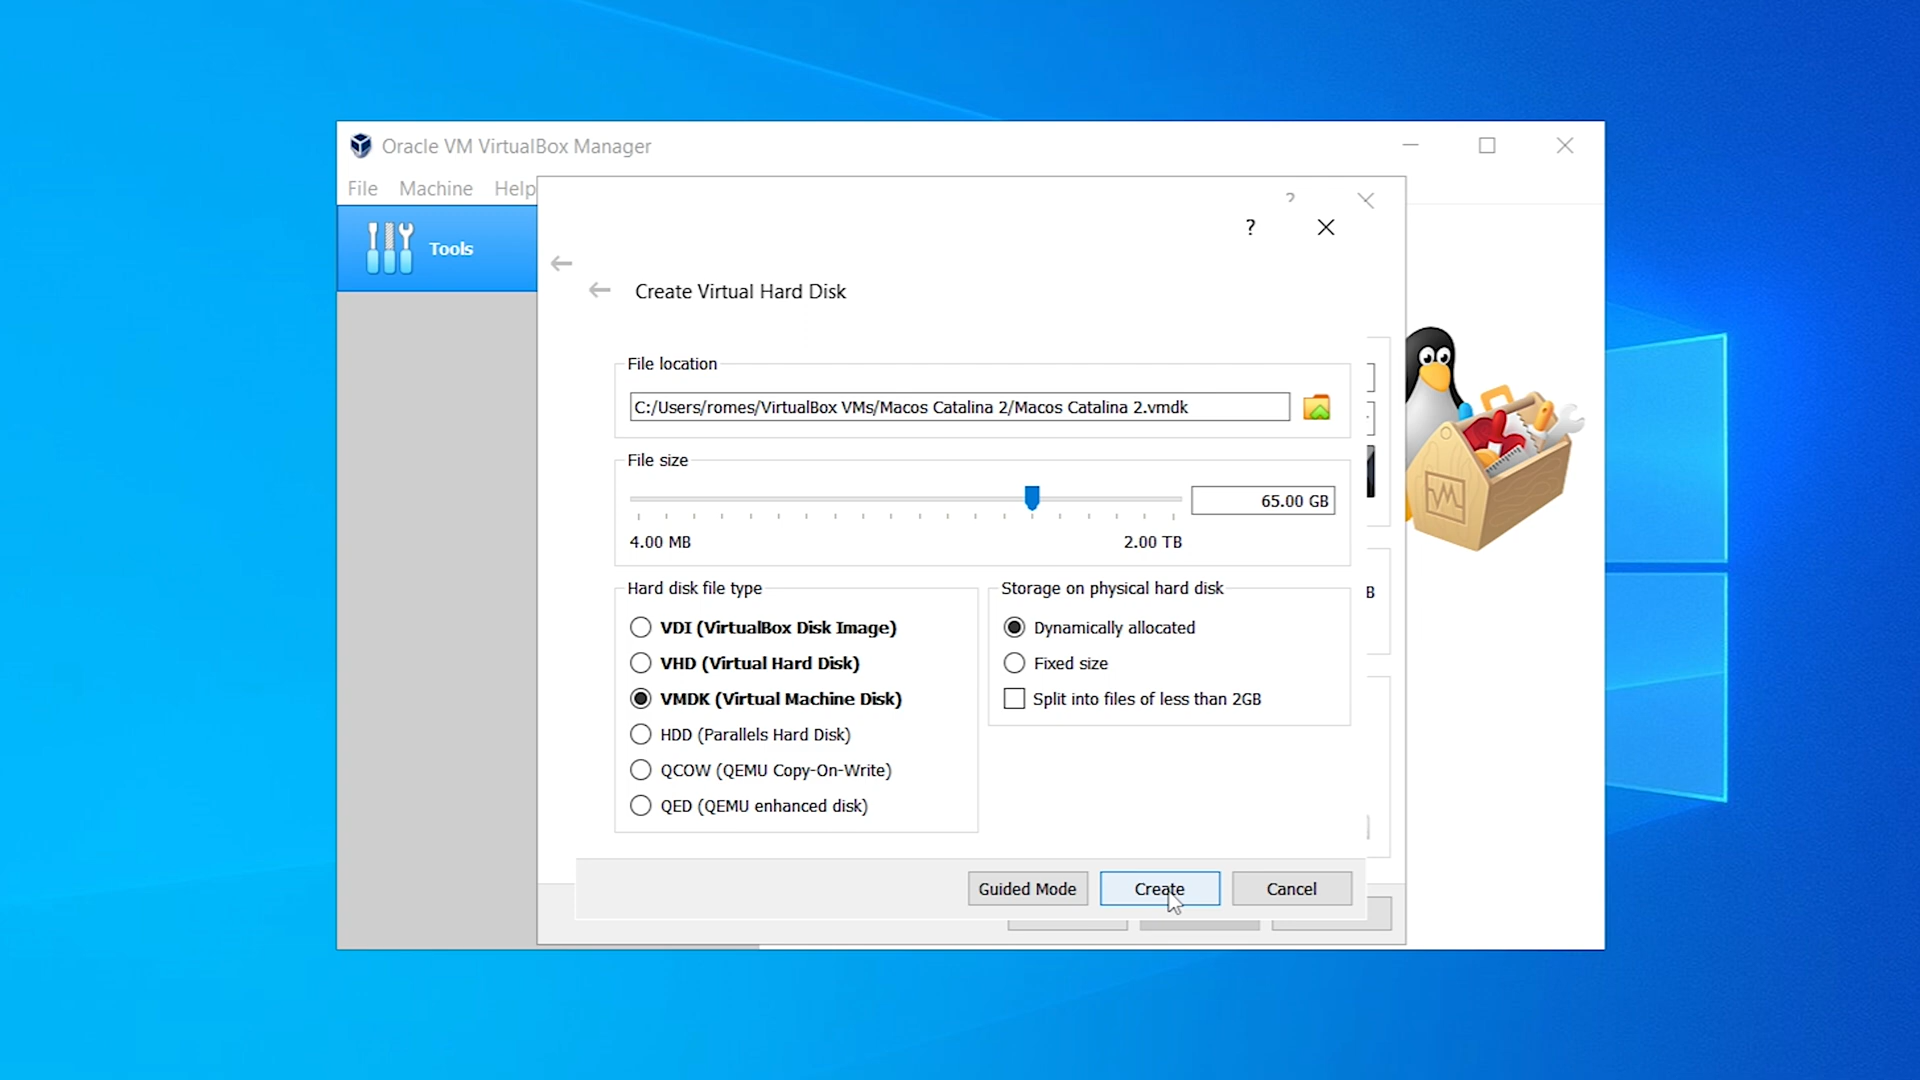 Oracle VM VirtualBox Manager
File Machine Help
Tools
?
?
Create Virtual Hard Disk
File location
C:/Users/romes/VirtualBox VMs/Macos Catalina 2/Macos Catalina 2.vmdk
File size
65.00 GB
4.00 MB 2.00 TB
Hard disk file type
VDI (VirtualBox Disk Image)
VHD (Virtual Hard Disk)
VMDK (Virtual Machine Disk)
HDD (Parallels Hard Disk)
QCOW (QEMU Copy-On-Write)
QED (QEMU enhanced disk)
Storage on physical hard disk
Dynamically allocated
Fixed size
Split into files of less than 2GB
B
Guided Mode Create Cancel